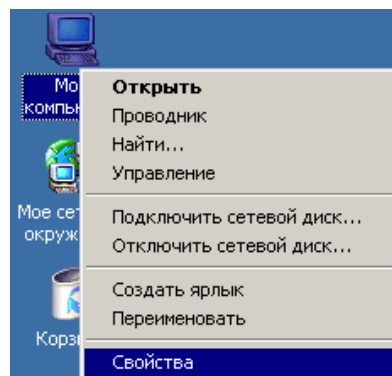 Мо
компь
Мое сет
окруж
Корз
Открыть
Проводник
Найти...
Управление
Подключить сетевой диск...
Отключить сетевой диск...
Создать ярлык
Переименовать
Свойства